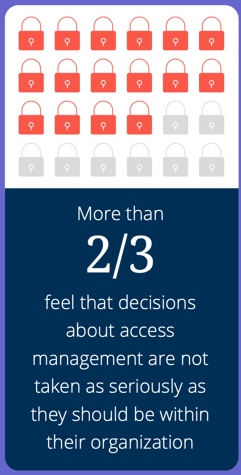 More than
2/3
feel that decisions
about access
management are not
taken as seriously as
they should be within
their organization